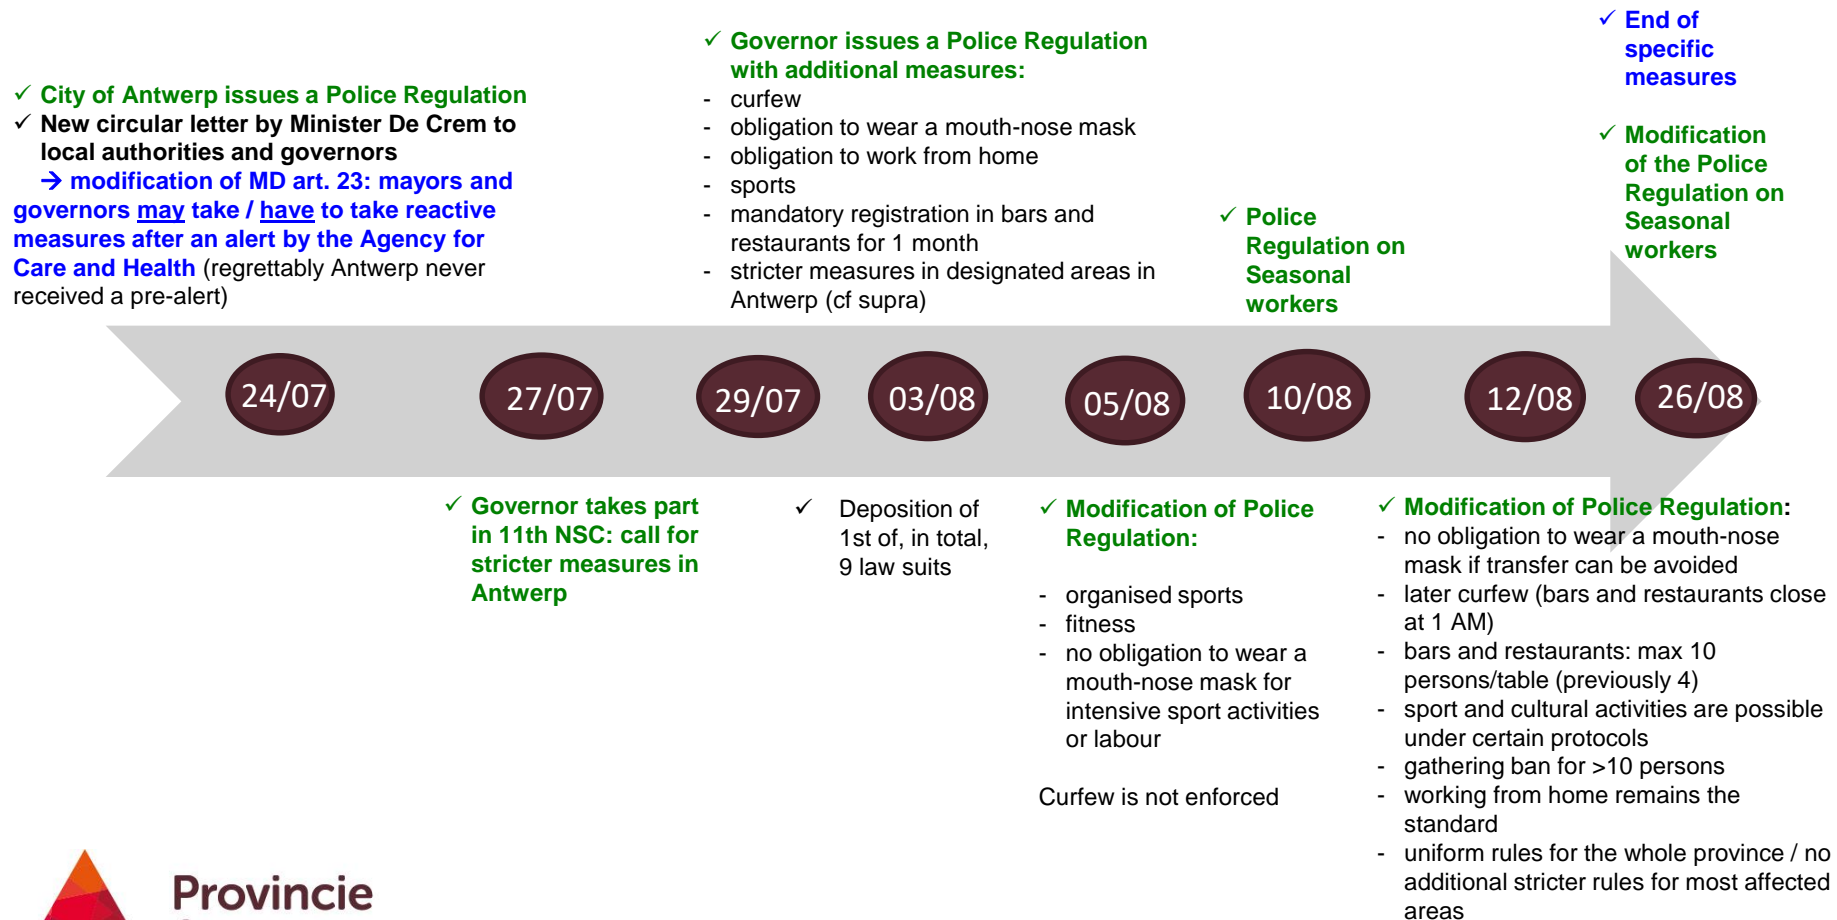 ✓ City of Antwerp issues a Police Regulation
✓ New circular letter by Minister De Crem to
local authorities and governors
→ modification of MD art. 23: mayors and
governors may take / have to take reactive
measures after an alert by the Agency for
Care and Health (regrettably Antwerp never
received a pre-alert)
✓ Governor issues a Police Regulation
with additional measures:
- curfew
- obligation to wear a mouth-nose mask
- obligation to work from home
- sports
- mandatory registration in bars and
restaurants for 1 month
- stricter measures in designated areas in
Antwerp (cf supra)
✓ Police
Regulation on
Seasonal
workers
✓ End of
specific
measures
✓ Modification
of the Police
Regulation on
Seasonal
workers
24/07
27/07
29/07
03/08
05/08
10/08
12/08
26/08
✓ Governor takes part
in 11th NSC: call for
stricter measures in
Antwerp
✓ Deposition of
1st of, in total,
9 law suits
✓ Modification of Police
Regulation:
- organised sports
- fitness
- no obligation to wear a
mouth-nose mask for
intensive sport activities
or labour
Curfew is not enforced
✓ Modification of Police Regulation:
- no obligation to wear a mouth-nose
mask if transfer can be avoided
- later curfew (bars and restaurants close
at 1 AM)
- bars and restaurants: max 10
persons/table (previously 4)
- sport and cultural activities are possible
under certain protocols
- gathering ban for >10 persons
- working from home remains the
standard
- uniform rules for the whole province / no
additional stricter rules for most affected
areas
Provincie